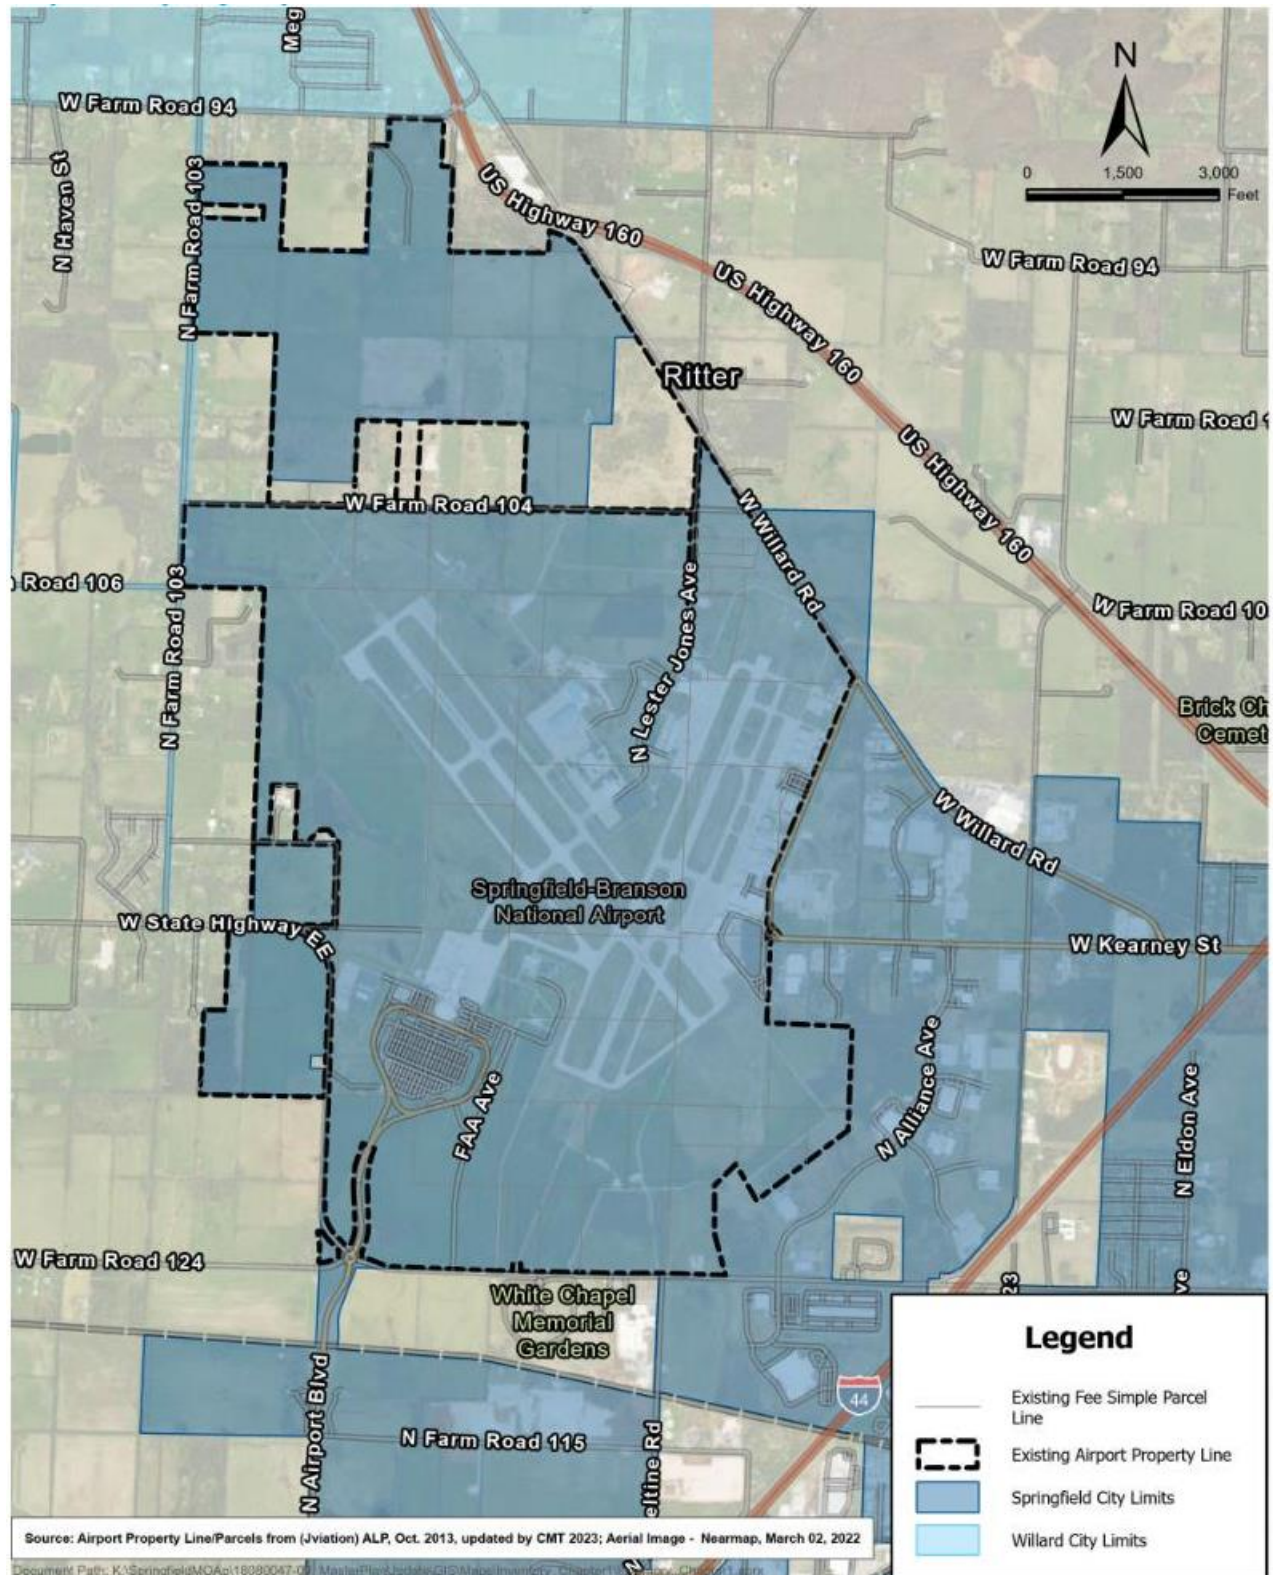 Meg
N
W Farm Road 94
0 1,500 3,000
Feet
N Haven St
N Farm Road 103
US Highway 160
W Farm Road 94
US Highway 160
Ritter
W Farm Road
US Highway 160
W Farm Road 104
W Willard Rd
Road 106
N Farm Road 103
N Lester Jones Ave
W Farm Road 10
Brick Ch
Cemet
W Willard Rd
Springfield-Branson
National Airport
W State Highway EE
W Kearney St
N Alliance Ave
FAA Ave
N Eldon Ave
W Farm Road 124
White Chapel
Memorial
Gardens
23
ve
Legend
Existing Fee Simple Parcel
Line
Existing Airport Property Line
Springfield City Limits
Willard City Limits
44
N Airport Blvd
N Farm Road 115
eltine Rd
N
Source: Airport Property Line/Parcels from (Jviation) ALP, Oct. 2013, updated by CMT 2023; Aerial Image - Nearmap, March 02, 2022
Document Path: